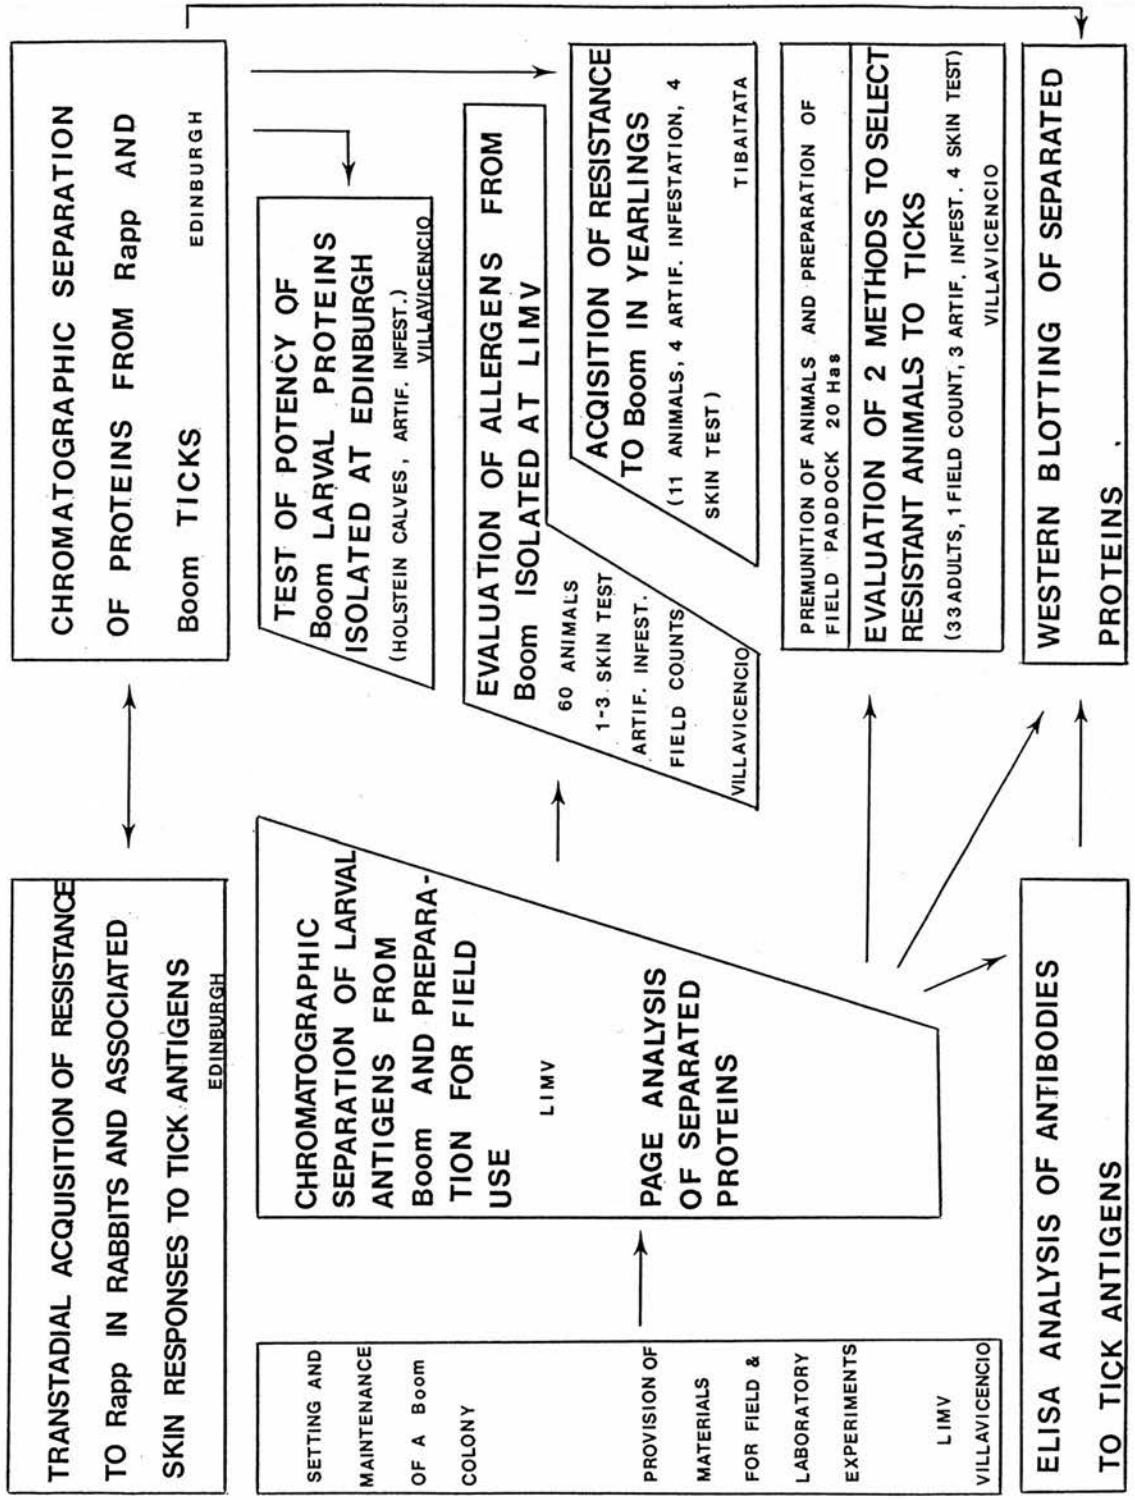 TRANSTADIAL ACQUISITION OF RESISTANCE
TO Rapp IN RABBITS AND ASSOCIATED
SKIN RESPONSES TO TICK ANTIGENS
EDINBURGH
CHROMATOGRAPHIC SEPARATION
OF PROTEINS FROM Rapp AND
Boom TICKS
EDINBURGH
SETTING AND
MAINTENANCE
OF A Boom
COLONY
PROVISION OF
MATERIALS
FOR FIELD &
LABORATORY
EXPERIMENTS
LIMV
VILLAVICENCIO
CHROMATOGRAPHIC
SEPARATION OF LARVAL
ANTIGENS FROM
Boom AND PREPARA-
TION FOR FIELD
USE
LIMV
PAGE ANALYSIS
OF SEPARATED
PROTEINS
TEST OF POTENCY OF
Boom LARVAL PROTEINS
ISOLATED AT EDINBURGH
(HOLSTEIN CALVES, ARTIF. INFEST.)
VILLAVICENCIO
EVALUATION OF ALLERGENS FROM
Boom ISOLATED AT LIMV
60 ANIMALS
1-3 SKIN TEST
ARTIF. INFEST.
FIELD COUNTS
VILLAVICENCIO
ACQISITION OF RESISTANCE
TO Boom IN YEARLINGS
(11 ANIMALS, 4 ARTIF. INFESTATION, 4
SKIN TEST)
TIBAITATA
PREMUNITION OF ANIMALS AND PREPARATION OF
FIELD PADDOCK 20 Has
EVALUATION OF 2 METHODS TO SELECT
RESISTANT ANIMALS TO TICKS
(33 ADULTS, 1 FIELD COUNT, 3 ARTIF, INFEST. 4 SKIN TEST)
VILLAVICENCIO
ELISA ANALYSIS OF ANTIBODIES
TO TICK ANTIGENS
WESTERN BLOTTING OF SEPARATED
PROTEINS